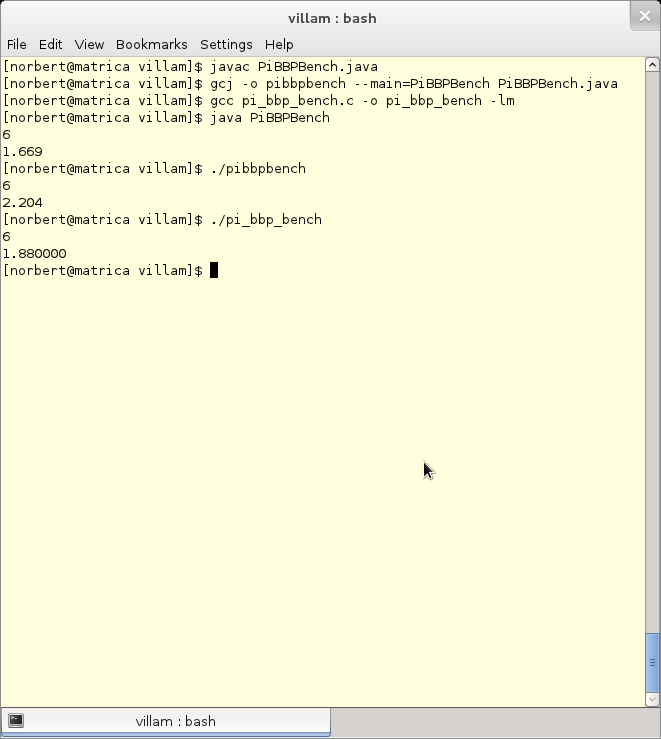 villam : bash
File Edit View Bookmarks Settings Help
[norbert@matrica villam]$ javac PiBBPBench.java
[norbert@matrica villam]$ gcj -o pibbpbench --main=PiBBPBench PiBBPBench.java
[norbert@matrica villam]$ gcc pi_bbp_bench.c -o pi_bbp_bench -lm
[norbert@matrica villam]$ java PiBBPBench
6
1.669
[norbert@matrica villam]$ ./pibbpbench
6
2.204
[norbert@matrica villam]$ ./pi_bbp_bench
6
1.880000
[norbert@matrica villam]$
villam : bash